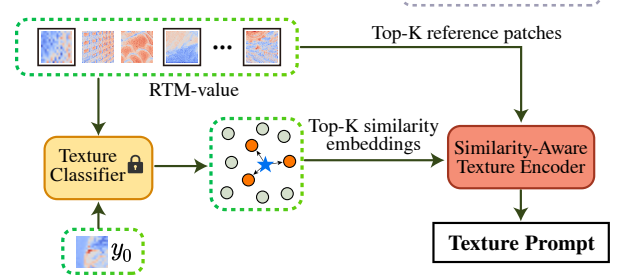 Top-K reference patches
RTM-value
Texture
Classifier
Top-K similarity
embeddings
Similarity-Aware
Texture Encoder
y0
Texture Prompt